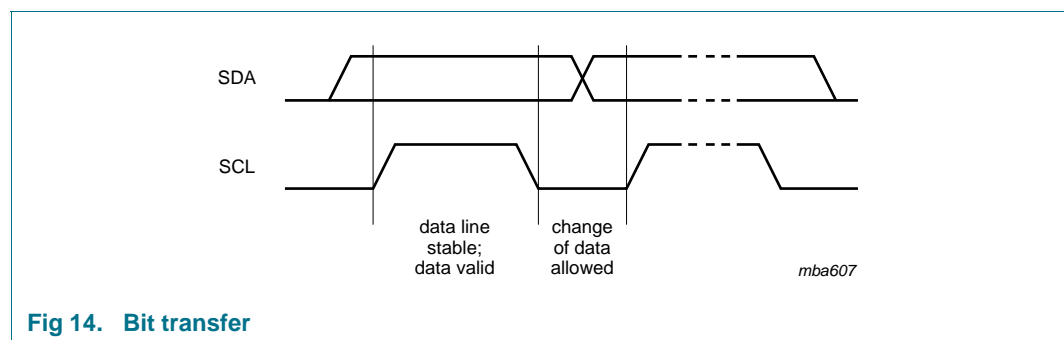 SDA
SCL
data line
stable;
data valid
change
of data
allowed
mba607
Fig 14. Bit transfer